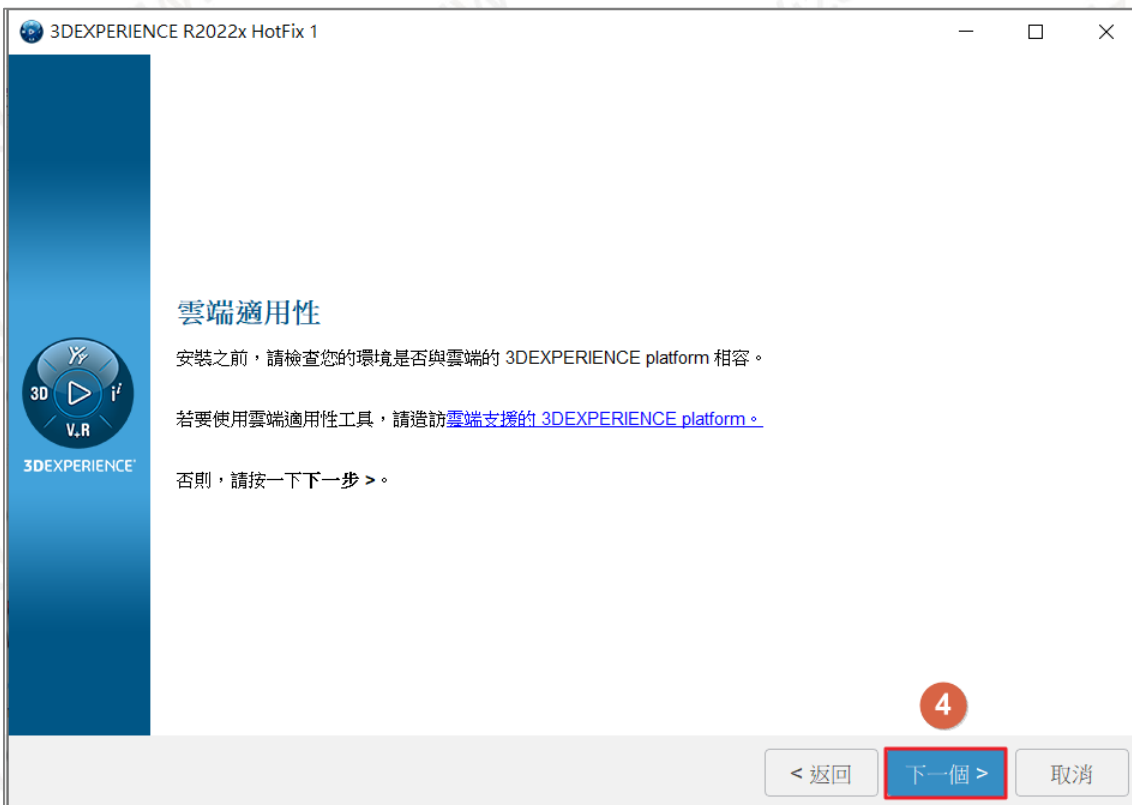 3DEXPERIENCE R2022x HotFix 1
雲端適用性
安裝之前，請檢查您的環境是否與雲端的 3DEXPERIENCE platform 相容。
若要使用雲端適用性工具，請造訪雲端支援的 3DEXPERIENCE platform。
否則，請按一下下一步 >。
3D
i
V+R
3DEXPERIENCE
4
< 返回
下一個 >
取消